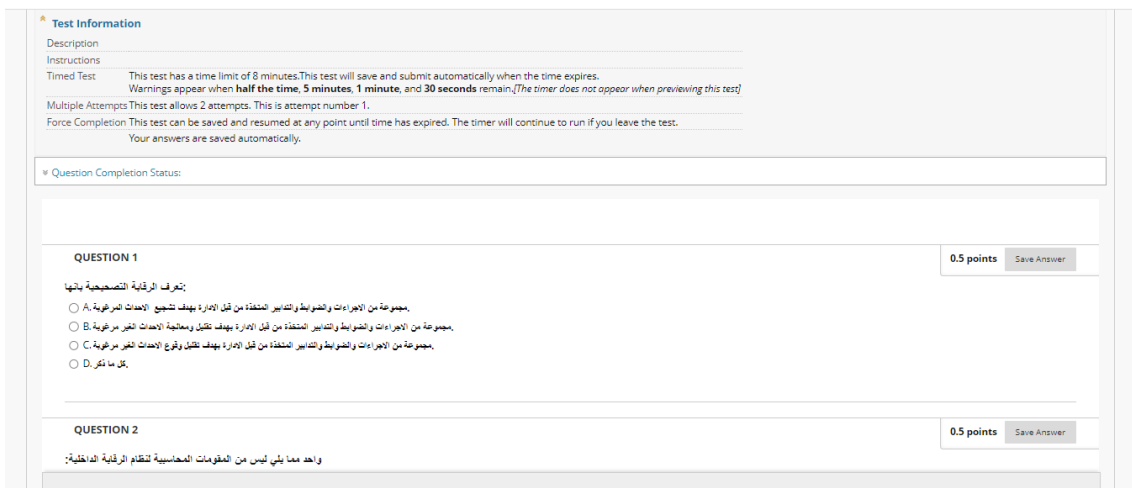 Test Information
Description
Instructions
Timed Test This test has a time limit of 8 minutes.This test will save and submit automatically when the time expires.
Warnings appear when half the time, 5 minutes, 1 minute, and 30 seconds remain.[The timer does not appear when previewing this test]
Multiple Attempts This test allows 2 attempts. This is attempt number 1.
Force Completion This test can be saved and resumed at any point until time has expired. The timer will continue to run if you leave the test.
Your answers are saved automatically.
Question Completion Status:
QUESTION 1 0.5 points Save Answer
تعرف الرقابة التصحيحية بانها:
A. مجموعة من الاجراءات والضوابط والتدابير المتخذة من قبل الادارة بهدف تشجيع الاحداث المرغوبة.
B. مجموعة من الاجراءات والضوابط والتدابير المتخذة من قبل الادارة بهدف تقليل ومعالجة الاحداث الغير مرغوبة.
C. مجموعة من الاجراءات والضوابط والتدابير المتخذة من قبل الادارة بهدف تقليل وقوع الاحداث الغير مرغوبة.
D. كل ما ذكر.
QUESTION 2 0.5 points Save Answer
واحد مما يلي ليس من المقومات المحاسبية لنظام الرقابة الداخلية: